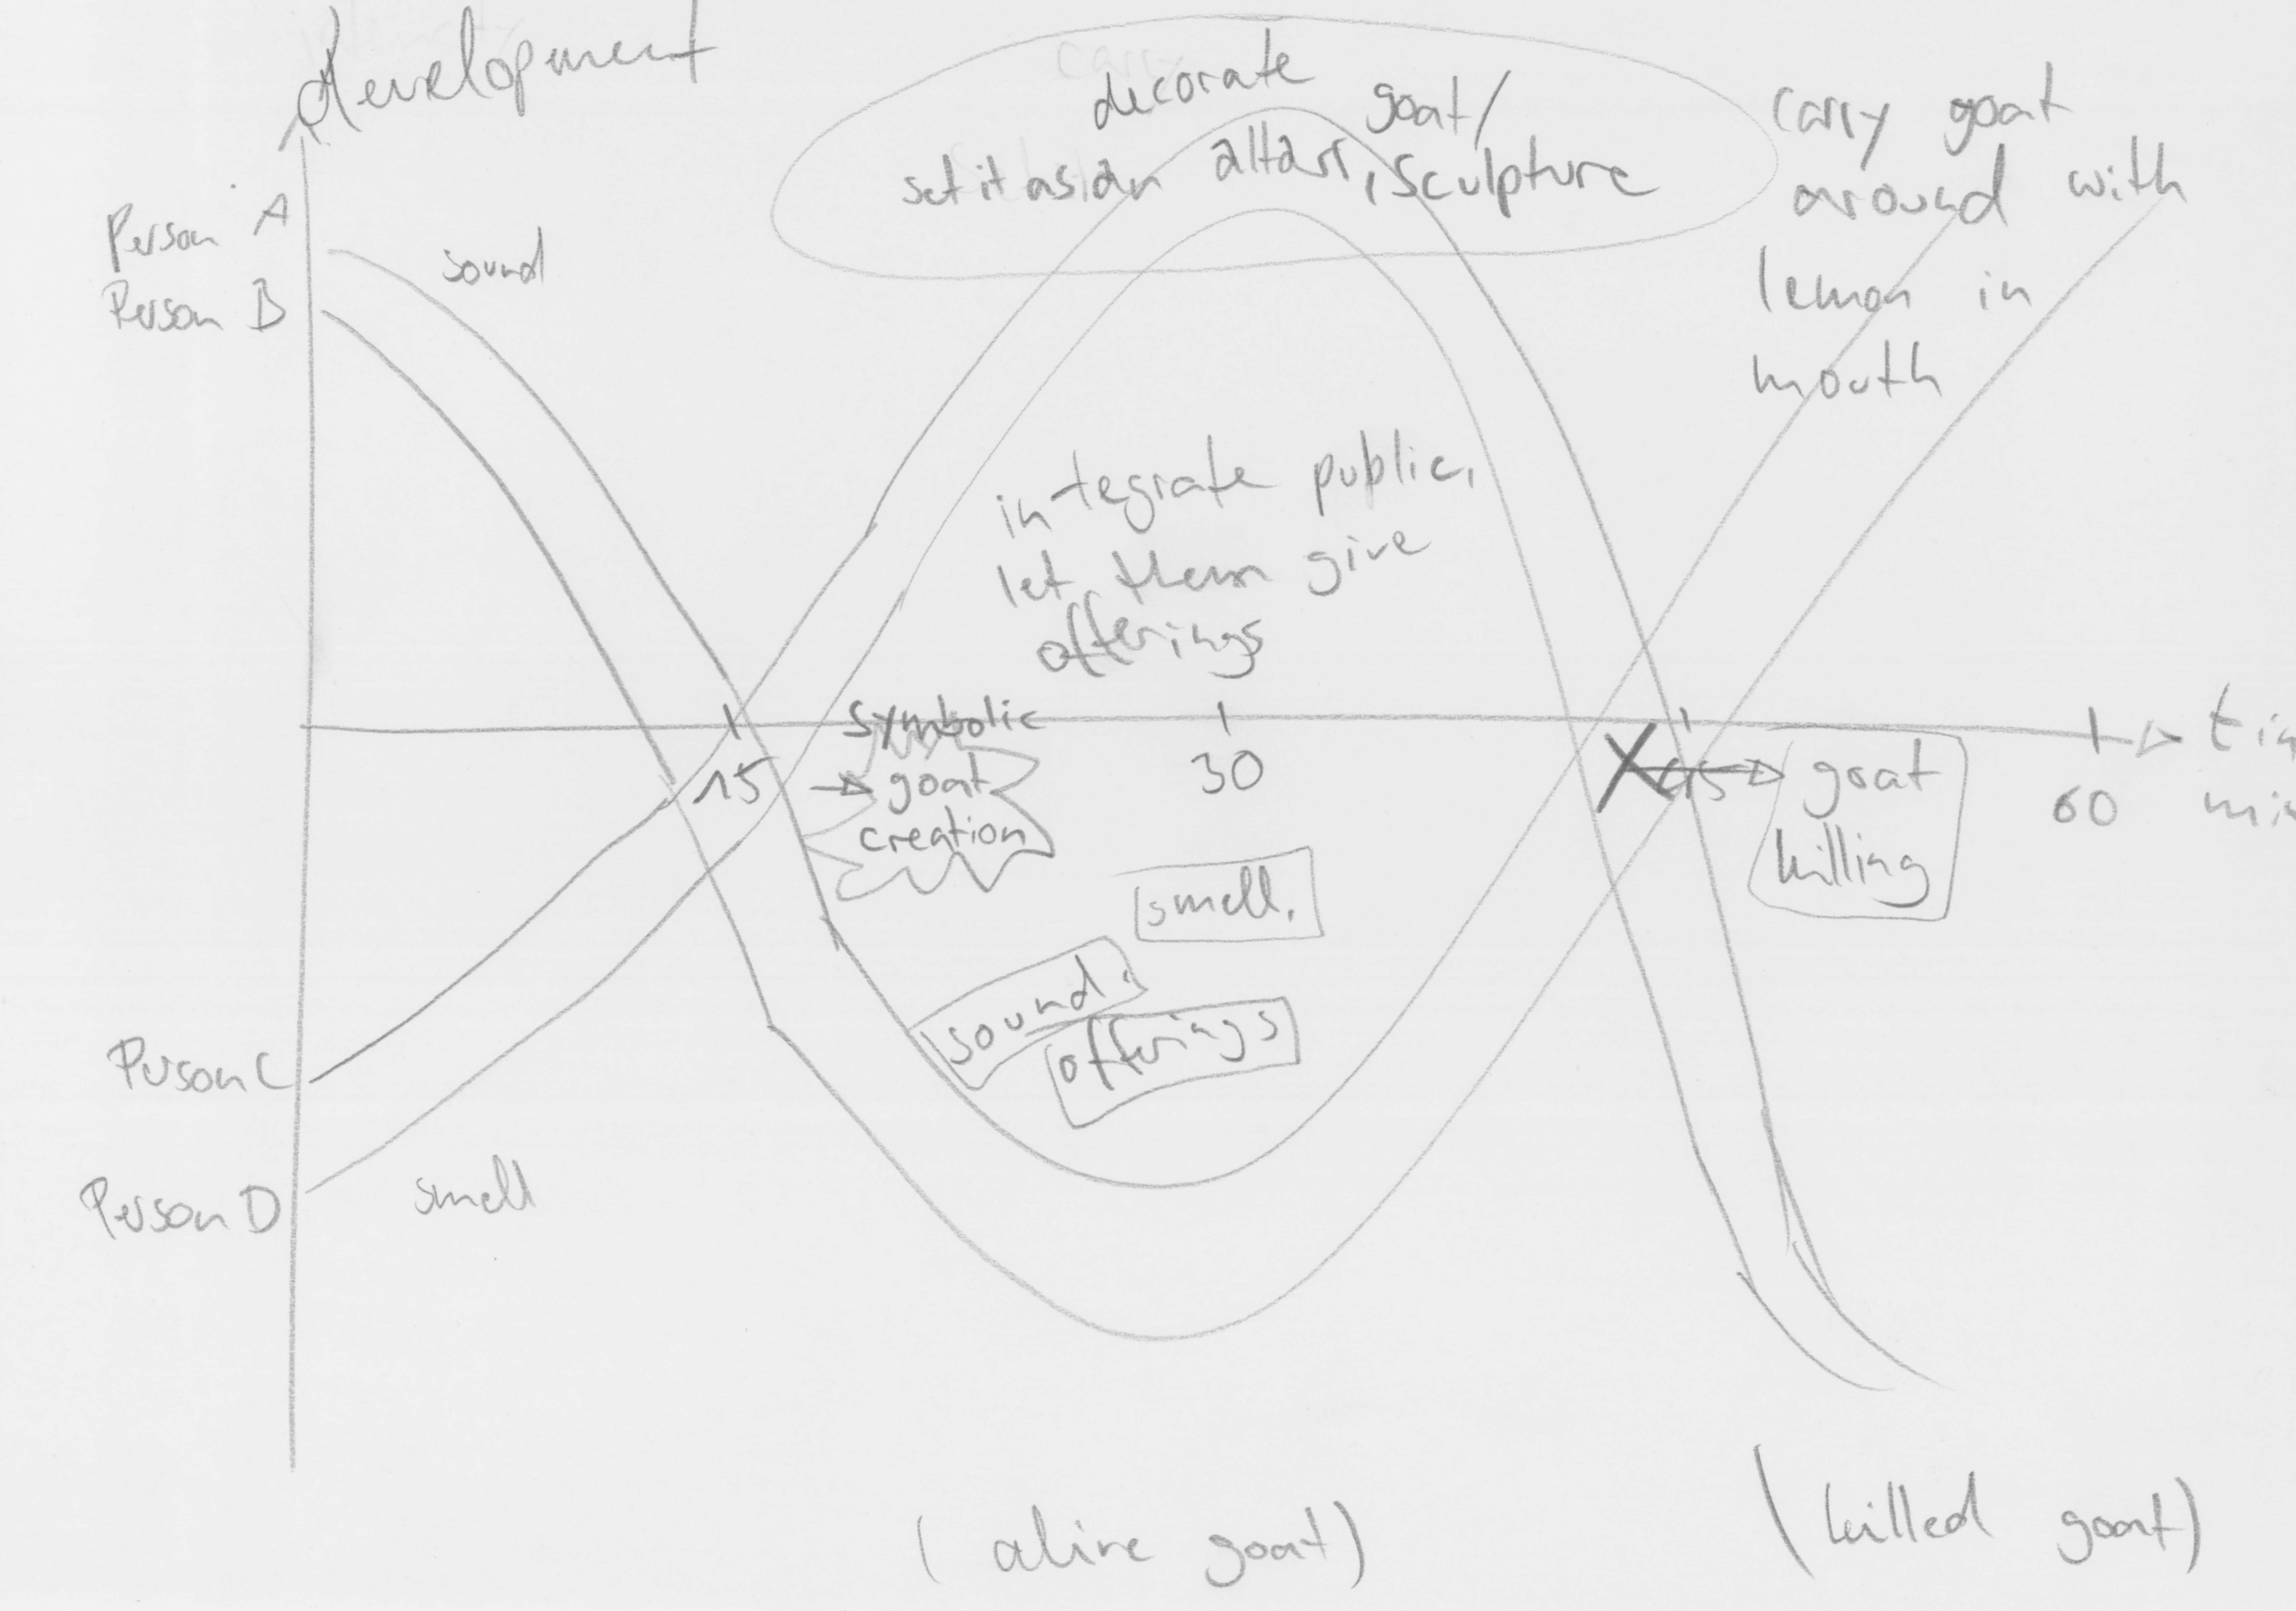 development
decorate goat/
set it as an altar, sculpture
carry goat
around with
lemon in
mouth
Person A
Person B
sound
integrate public,
let them give
offerings
symbolic
goat
creation
15
30
45
60
t in
min
goat
killing
smell.
sound.
offerings
Person C
Person D
smell
(alive goat)
(killed goat)